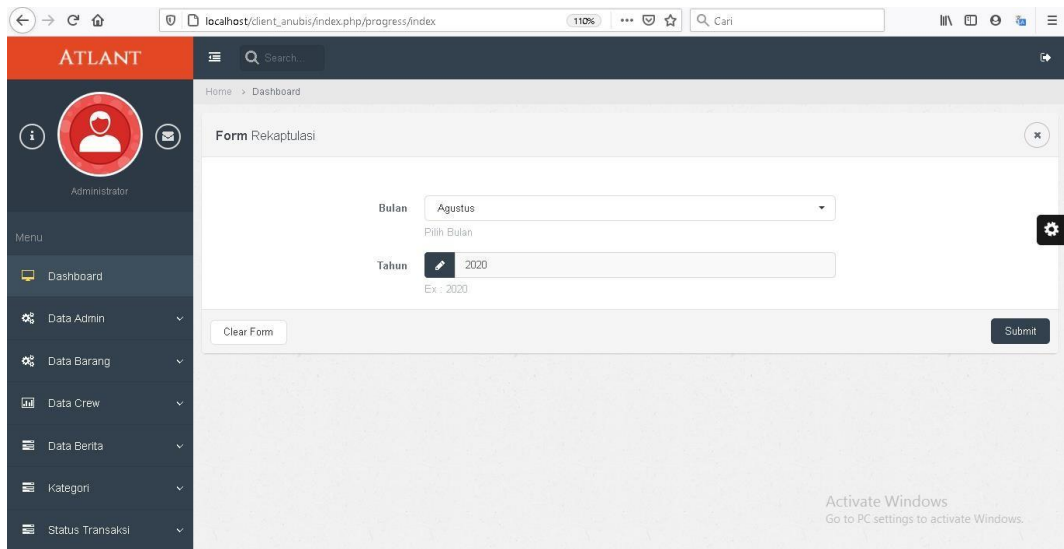 localhost/client_anubis/index.php/progress/index
110%
Cari
ATLANT
Search...
Home > Dashboard
Form Rekaptulasi
Administrator
Bulan
Agustus
Pilih Bulan
Menu
Tahun
2020
Ex : 2020
Dashboard
Data Admin
Clear Form
Submit
Data Barang
Data Crew
Data Berita
Kategori
Status Transaksi
Activate Windows
Go to PC settings to activate Windows.